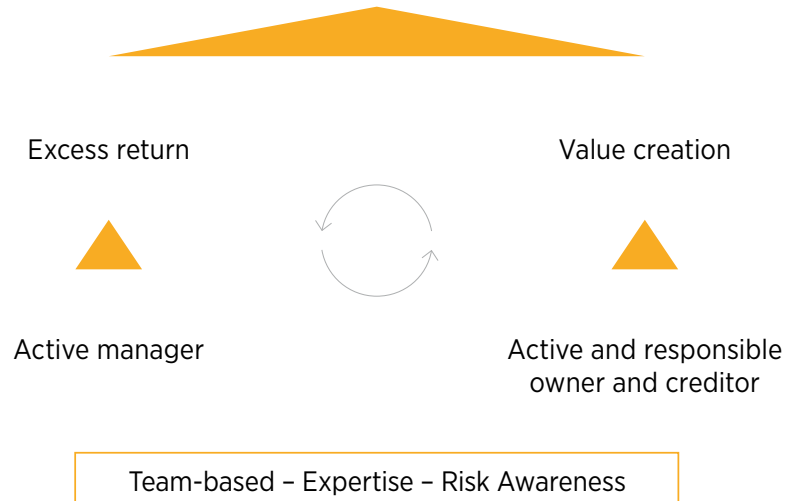 Excess return
Value creation
Active manager
Active and responsible
owner and creditor
Team-based – Expertise – Risk Awareness